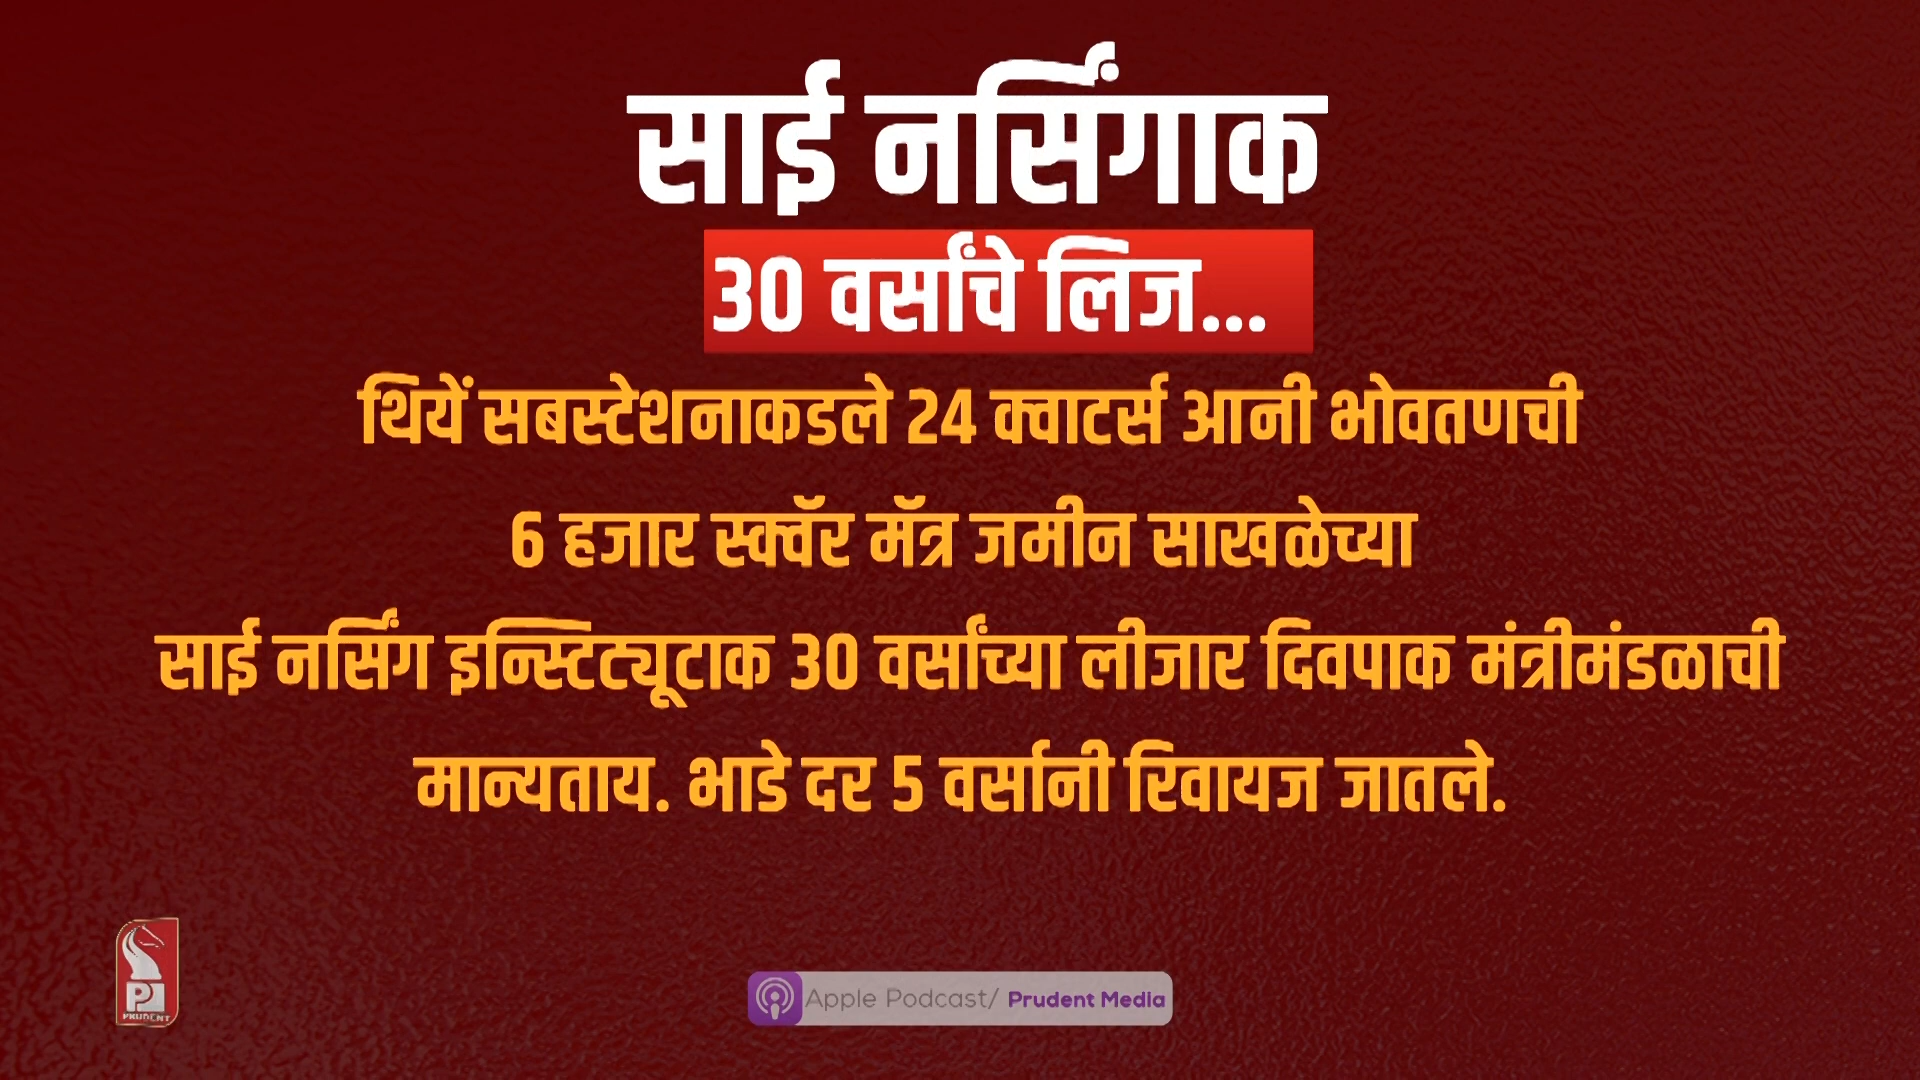 साई नर्सिंगाक
30 वर्सांचे लिज...
थियें सबस्टेशनाकडले 24 क्वाटर्स आनी भोवतणची
6 हजार स्क्वॅर मॅत्र जमीन साखळेच्या
साई नर्सिंग इन्स्टिट्यूटाक 30 वर्सांच्या लीजार दिवपाक मंत्रीमंडळाची
मान्यताय. भाडे दर 5 वर्सानी रिवायज जातले.
PRUDENT
Apple Podcast/ Prudent Media